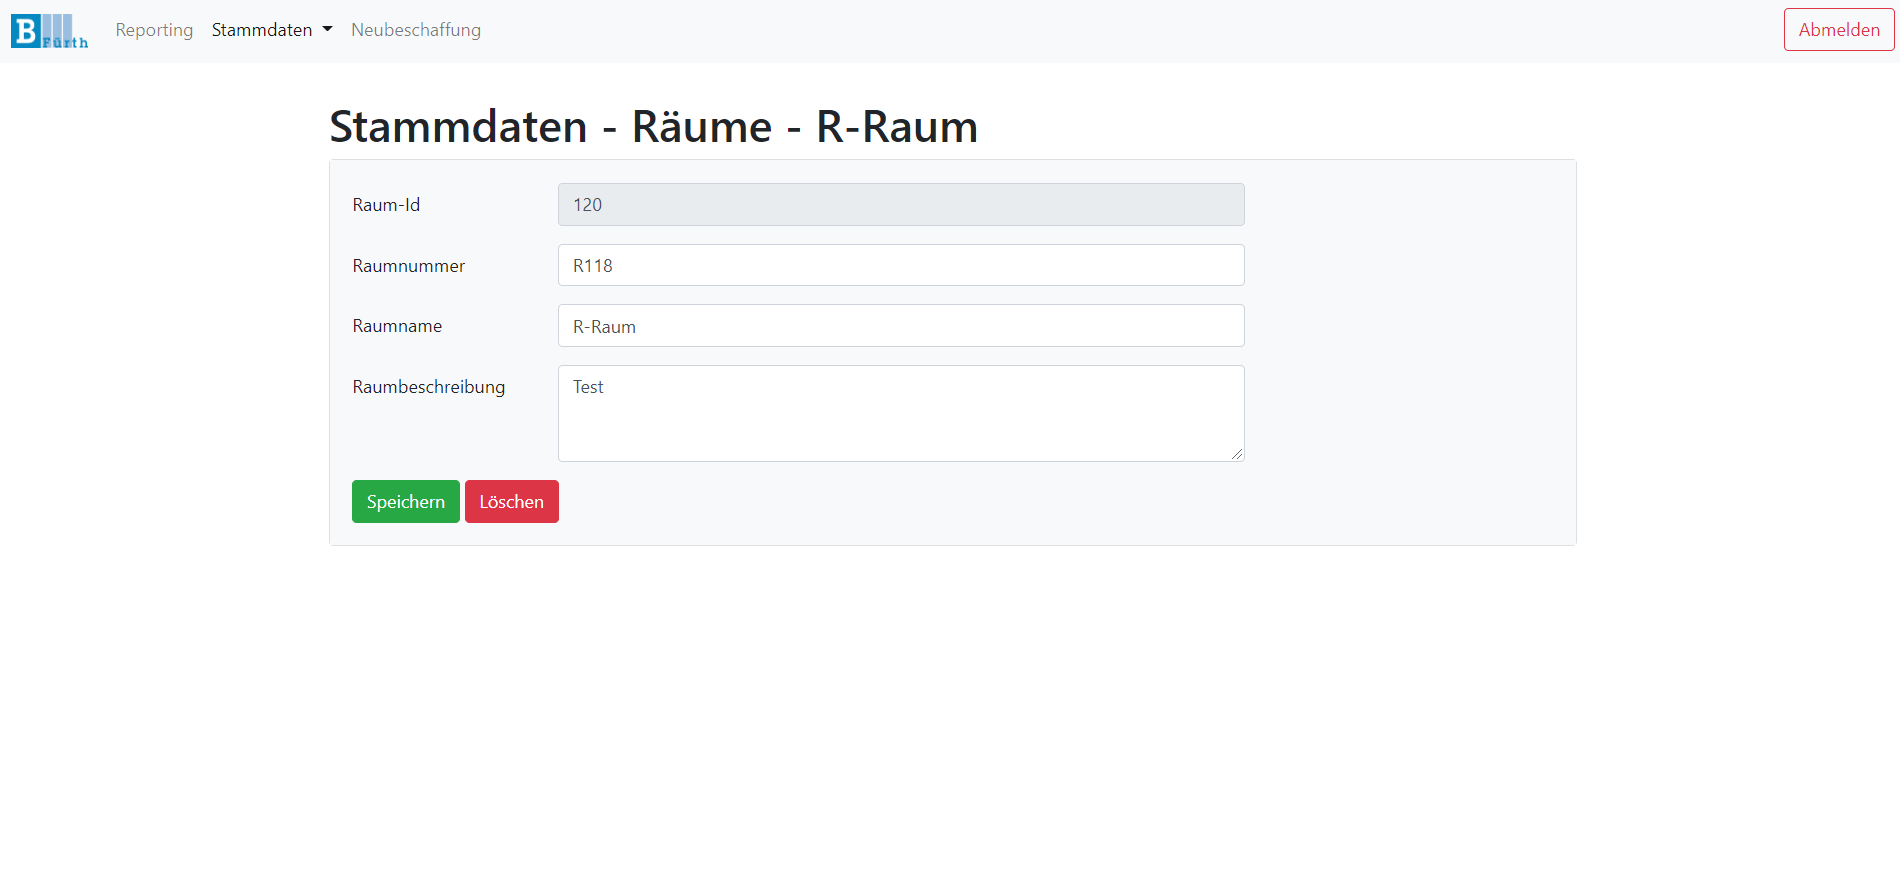 B Fürth Reporting Stammdaten Neubeschaffung Abmelden
Stammdaten - Räume - R-Raum
Raum-Id 120
Raumnummer R118
Raumname R-Raum
Raumbeschreibung Test
Speichern Löschen